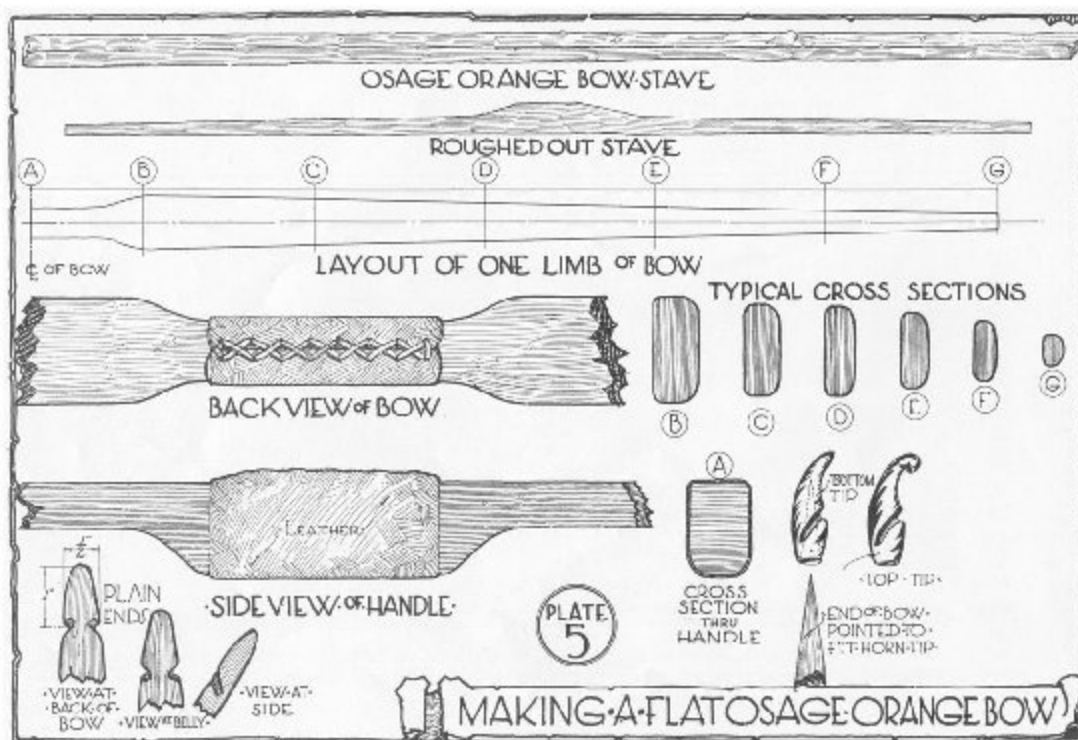 OSAGE ORANGE BOW-STAVE
ROUGHED OUT STAVE
A B C D E F G
℄ OF BOW
LAYOUT OF ONE LIMB OF BOW
TYPICAL CROSS SECTIONS
BACK VIEW OF BOW
B C D E F G
A
BOTTOM
TIP
LEATHER
TOP-TIP
CROSS
SECTION
THRU
HANDLE
PLAIN
ENDS
·SIDE VIEW·OF·HANDLE·
PLATE
5
END OF BOW
POINTED·TO·
FIT·HORN·TIP
·VIEW·AT·
BACK·OF·
BOW
·VIEW AT BELLY·
·VIEW·AT·
SIDE
MAKING·A·FLAT OSAGE·ORANGE BOW